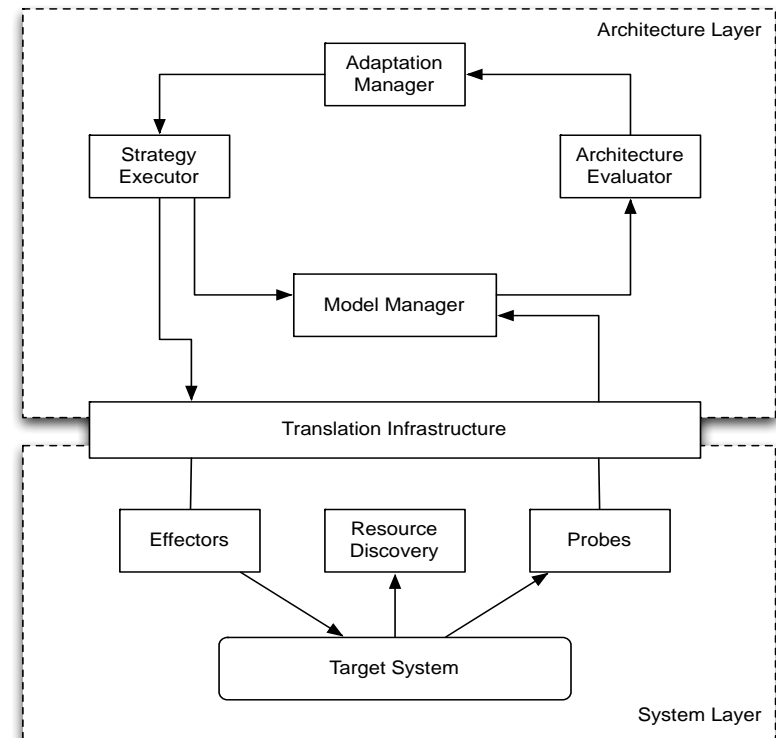 Architecture Layer
Adaptation
Manager
Strategy
Executor
Architecture
Evaluator
Model Manager
Translation Infrastructure
Effectors
Resource
Discovery
Probes
Target System
System Layer